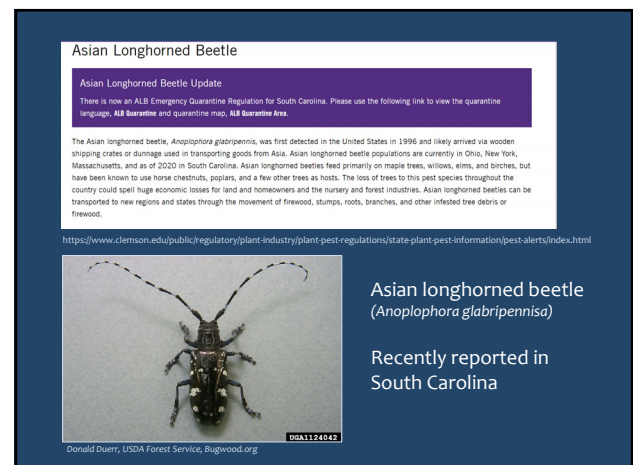 Asian Longhorned Beetle
Asian Longhorned Beetle Update
There is now an ALB Emergency Quarantine Regulation for South Carolina. Please use the following link to view the quarantine
language, ALB Quarantine and quarantine map, ALB Quarantine Area.
The Asian longhorned beetle, Anoplophora glabripennis, was first detected in the United States in 1996 and likely arrived via wooden
shipping crates or dunnage used in transporting goods from Asia. Asian longhorned beetle populations are currently in Ohio, New York,
Massachusetts, and as of 2020 in South Carolina. Asian longhorned beetles feed primarily on maple trees, willows, elms, and birches, but
have been known to use horse chestnuts, poplars, and a few other trees as hosts. The loss of trees to this pest species throughout the
country could spell huge economic losses for land and homeowners and the nursery and forest industries. Asian longhorned beetles can be
transported to new regions and states through the movement of firewood, stumps, roots, branches, and other infested tree debris or
firewood.
https://www.clemson.edu/public/regulatory/plant-industry/plant-pest-regulations/state-plant-pest-information/pest-alerts/index.html
Asian longhorned beetle
(Anoplophora glabripennisa)
Recently reported in
South Carolina
UGA1124042
Donald Duerr, USDA Forest Service, Bugwood.org